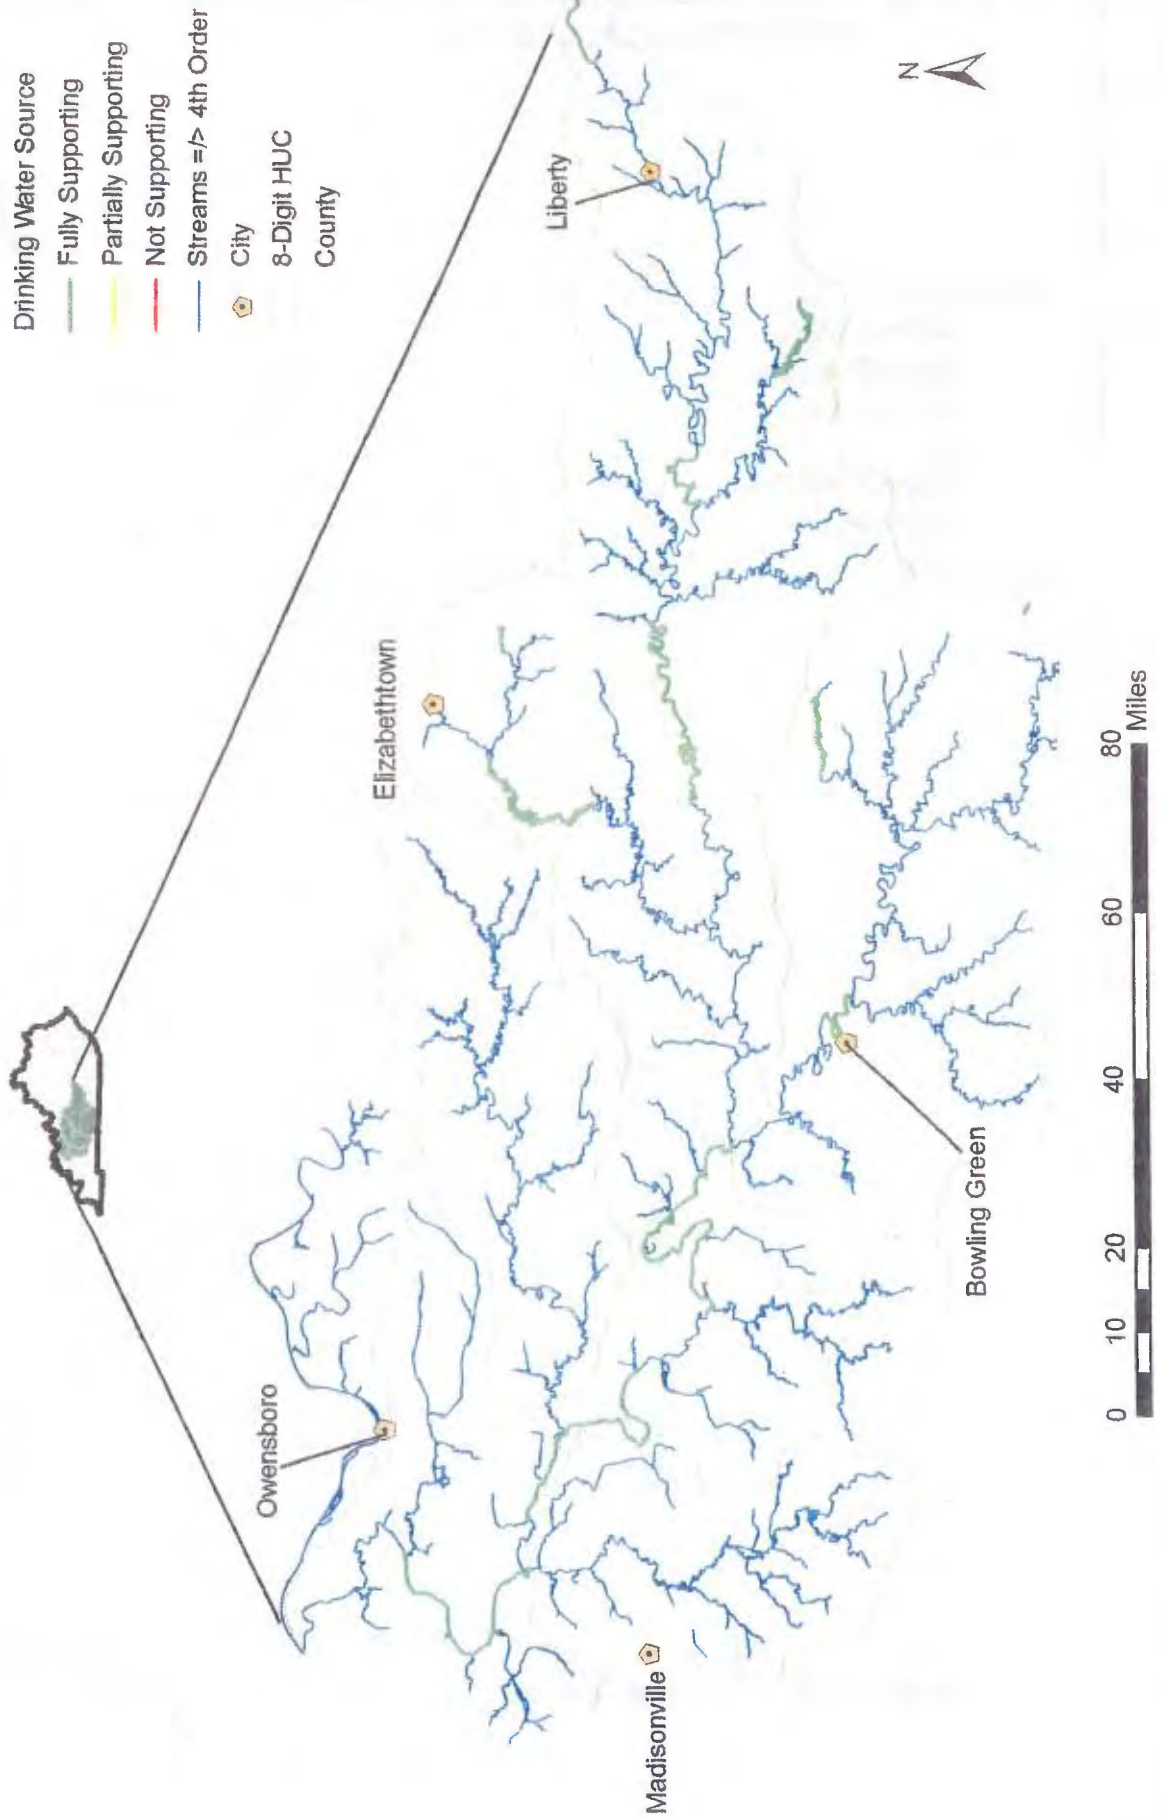 Drinking Water Source
Fully Supporting
Partially Supporting
Not Supporting
Streams =/> 4th Order
City
8-Digit HUC
County
Owensboro
Elizabethtown
Liberty
N
Madisonville
Bowling Green
0 10 20 40 60 80
Miles